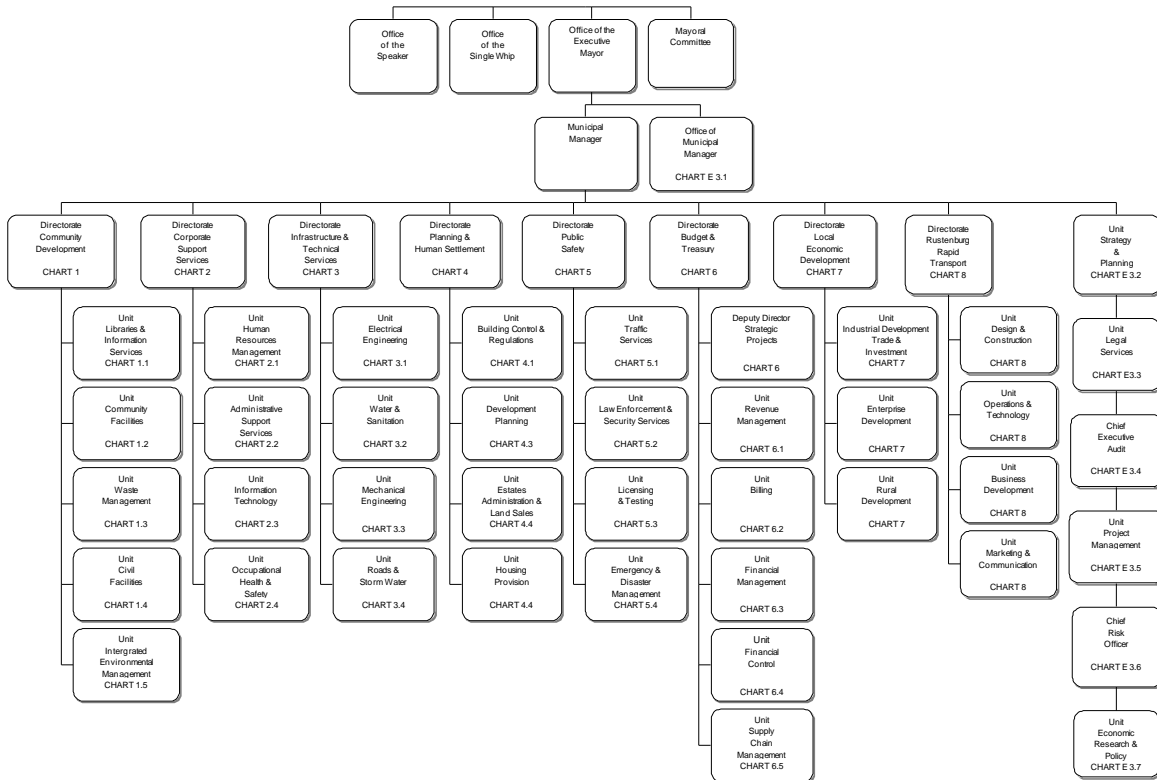 Office
of the
Speaker
Office
of the
Single Whip
Office of the
Executive
Mayor
Mayoral
Committee
Municipal
Manager
Office of
Municipal
Manager
CHART E 3.1
Directorate
Community
Development
CHART 1
Directorate
Corporate
Support
Services
CHART 2
Directorate
Infrastructure &
Technical
Services
CHART 3
Directorate
Planning &
Human Settlement
CHART 4
Directorate
Public
Safety
CHART 5
Directorate
Budget &
Treasury
CHART 6
Directorate
Local
Economic
Development
CHART 7
Directorate
Rustenburg
Rapid
Transport
CHART 8
Unit
Strategy
&
Planning
CHART E 3.2
Unit
Libraries &
Information
Services
CHART 1.1
Unit
Community
Facilities
CHART 1.2
Unit
Waste
Management
CHART 1.3
Unit
Civil
Facilities
CHART 1.4
Unit
Intergrated
Environmental
Management
CHART 1.5
Unit
Human
Resources
Management
CHART 2.1
Unit
Administrative
Support
Services
CHART 2.2
Unit
Information
Technology
CHART 2.3
Unit
Occupational
Health &
Safety
CHART 2.4
Unit
Electrical
Engineering
CHART 3.1
Unit
Water &
Sanitation
CHART 3.2
Unit
Mechanical
Engineering
CHART 3.3
Unit
Roads &
Storm Water
CHART 3.4
Unit
Building Control &
Regulations
CHART 4.1
Unit
Development
Planning
CHART 4.3
Unit
Estates
Administration &
Land Sales
CHART 4.4
Unit
Housing
Provision
CHART 4.4
Unit
Traffic
Services
CHART 5.1
Unit
Law Enforcement &
Security Services
CHART 5.2
Unit
Licensing
& Testing
CHART 5.3
Unit
Emergency &
Disaster
Management
CHART 5.4
Deputy Director
Strategic
Projects
CHART 6
Unit
Revenue
Management
CHART 6.1
Unit
Billing
CHART 6.2
Unit
Financial
Management
CHART 6.3
Unit
Financial
Control
CHART 6.4
Unit
Supply
Chain
Management
CHART 6.5
Unit
Industrial Development
Trade &
Investment
CHART 7
Unit
Enterprise
Development
CHART 7
Unit
Rural
Development
CHART 7
Unit
Design &
Construction
CHART 8
Unit
Operations &
Technology
CHART 8
Unit
Business
Development
CHART 8
Unit
Marketing &
Communication
CHART 8
Unit
Legal
Services
CHART E3.3
Chief
Executive
Audit
CHART E 3.4
Unit
Project
Management
CHART E 3.5
Chief
Risk
Officer
CHART E 3.6
Unit
Economic
Research &
Policy
CHART E 3.7